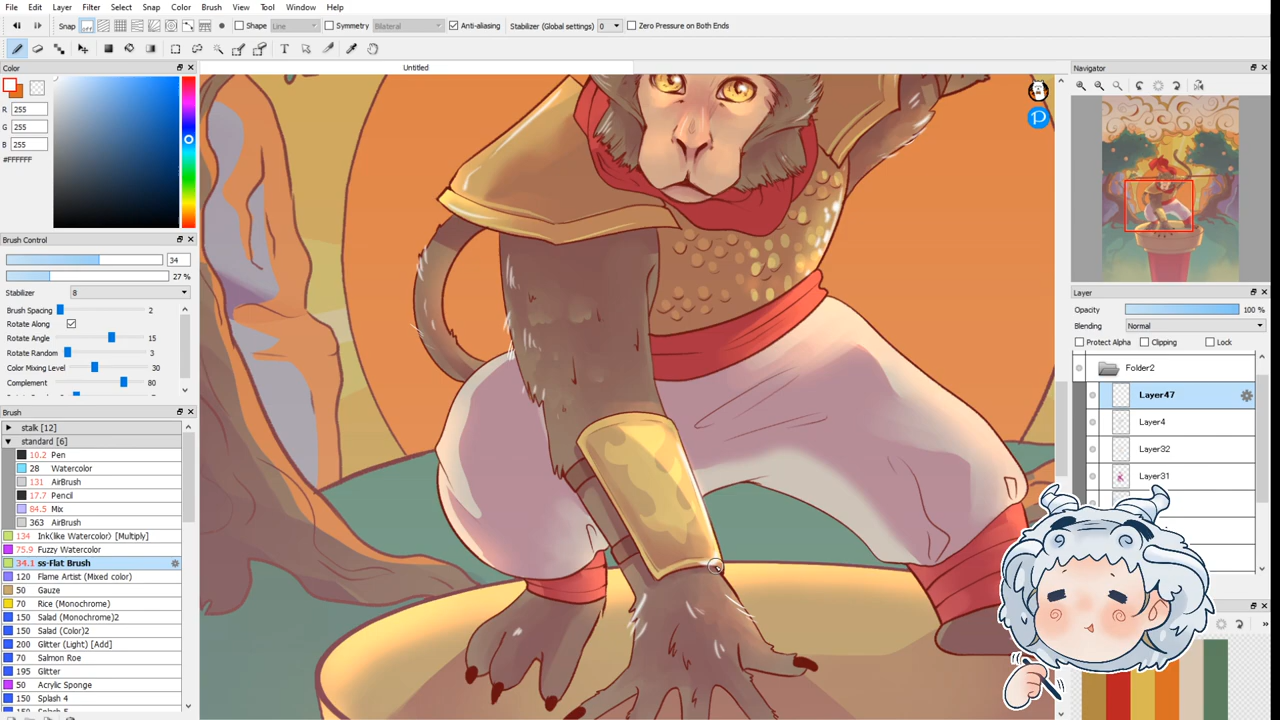 File Edit Layer Filters Select Snap Color Brush View Tool Window Help
Snap off Shape Line Symmetry Bilateral Anti-aliasing Stabilizer (Global settings) 0 Zero Pressure on Both Ends
Untitled
Color
R 255
G 255
B 255
#FFFFFF
Brush Control
34
27 %
Stabilizer 8
Brush Spacing 2
Rotate Along
Rotate Angle 15
Rotate Random 3
Color Mixing Level 30
Complement 80
Brush
stalk [12]
standard [6]
10.2 Pen
28 Watercolor
131 AirBrush
17.7 Pencil
84.5 Mix
363 AirBrush
134 Ink(like Watercolor) [Multiply]
75.9 Fuzzy Watercolor
34.1 ss-Flat Brush
120 Flame Artist (Mixed color)
50 Gauze
70 Rice (Monochrome)
150 Salad (Monochrome)2
150 Salad (Color)2
200 Glitter (Light) [Add]
70 Salmon Roe
195 Glitter
50 Acrylic Sponge
150 Splash 4
Navigator
Layer
Opacity 100 %
Blending Normal
Protect Alpha Clipping Lock
Folder2
Layer47
Layer4
Layer32
Layer31